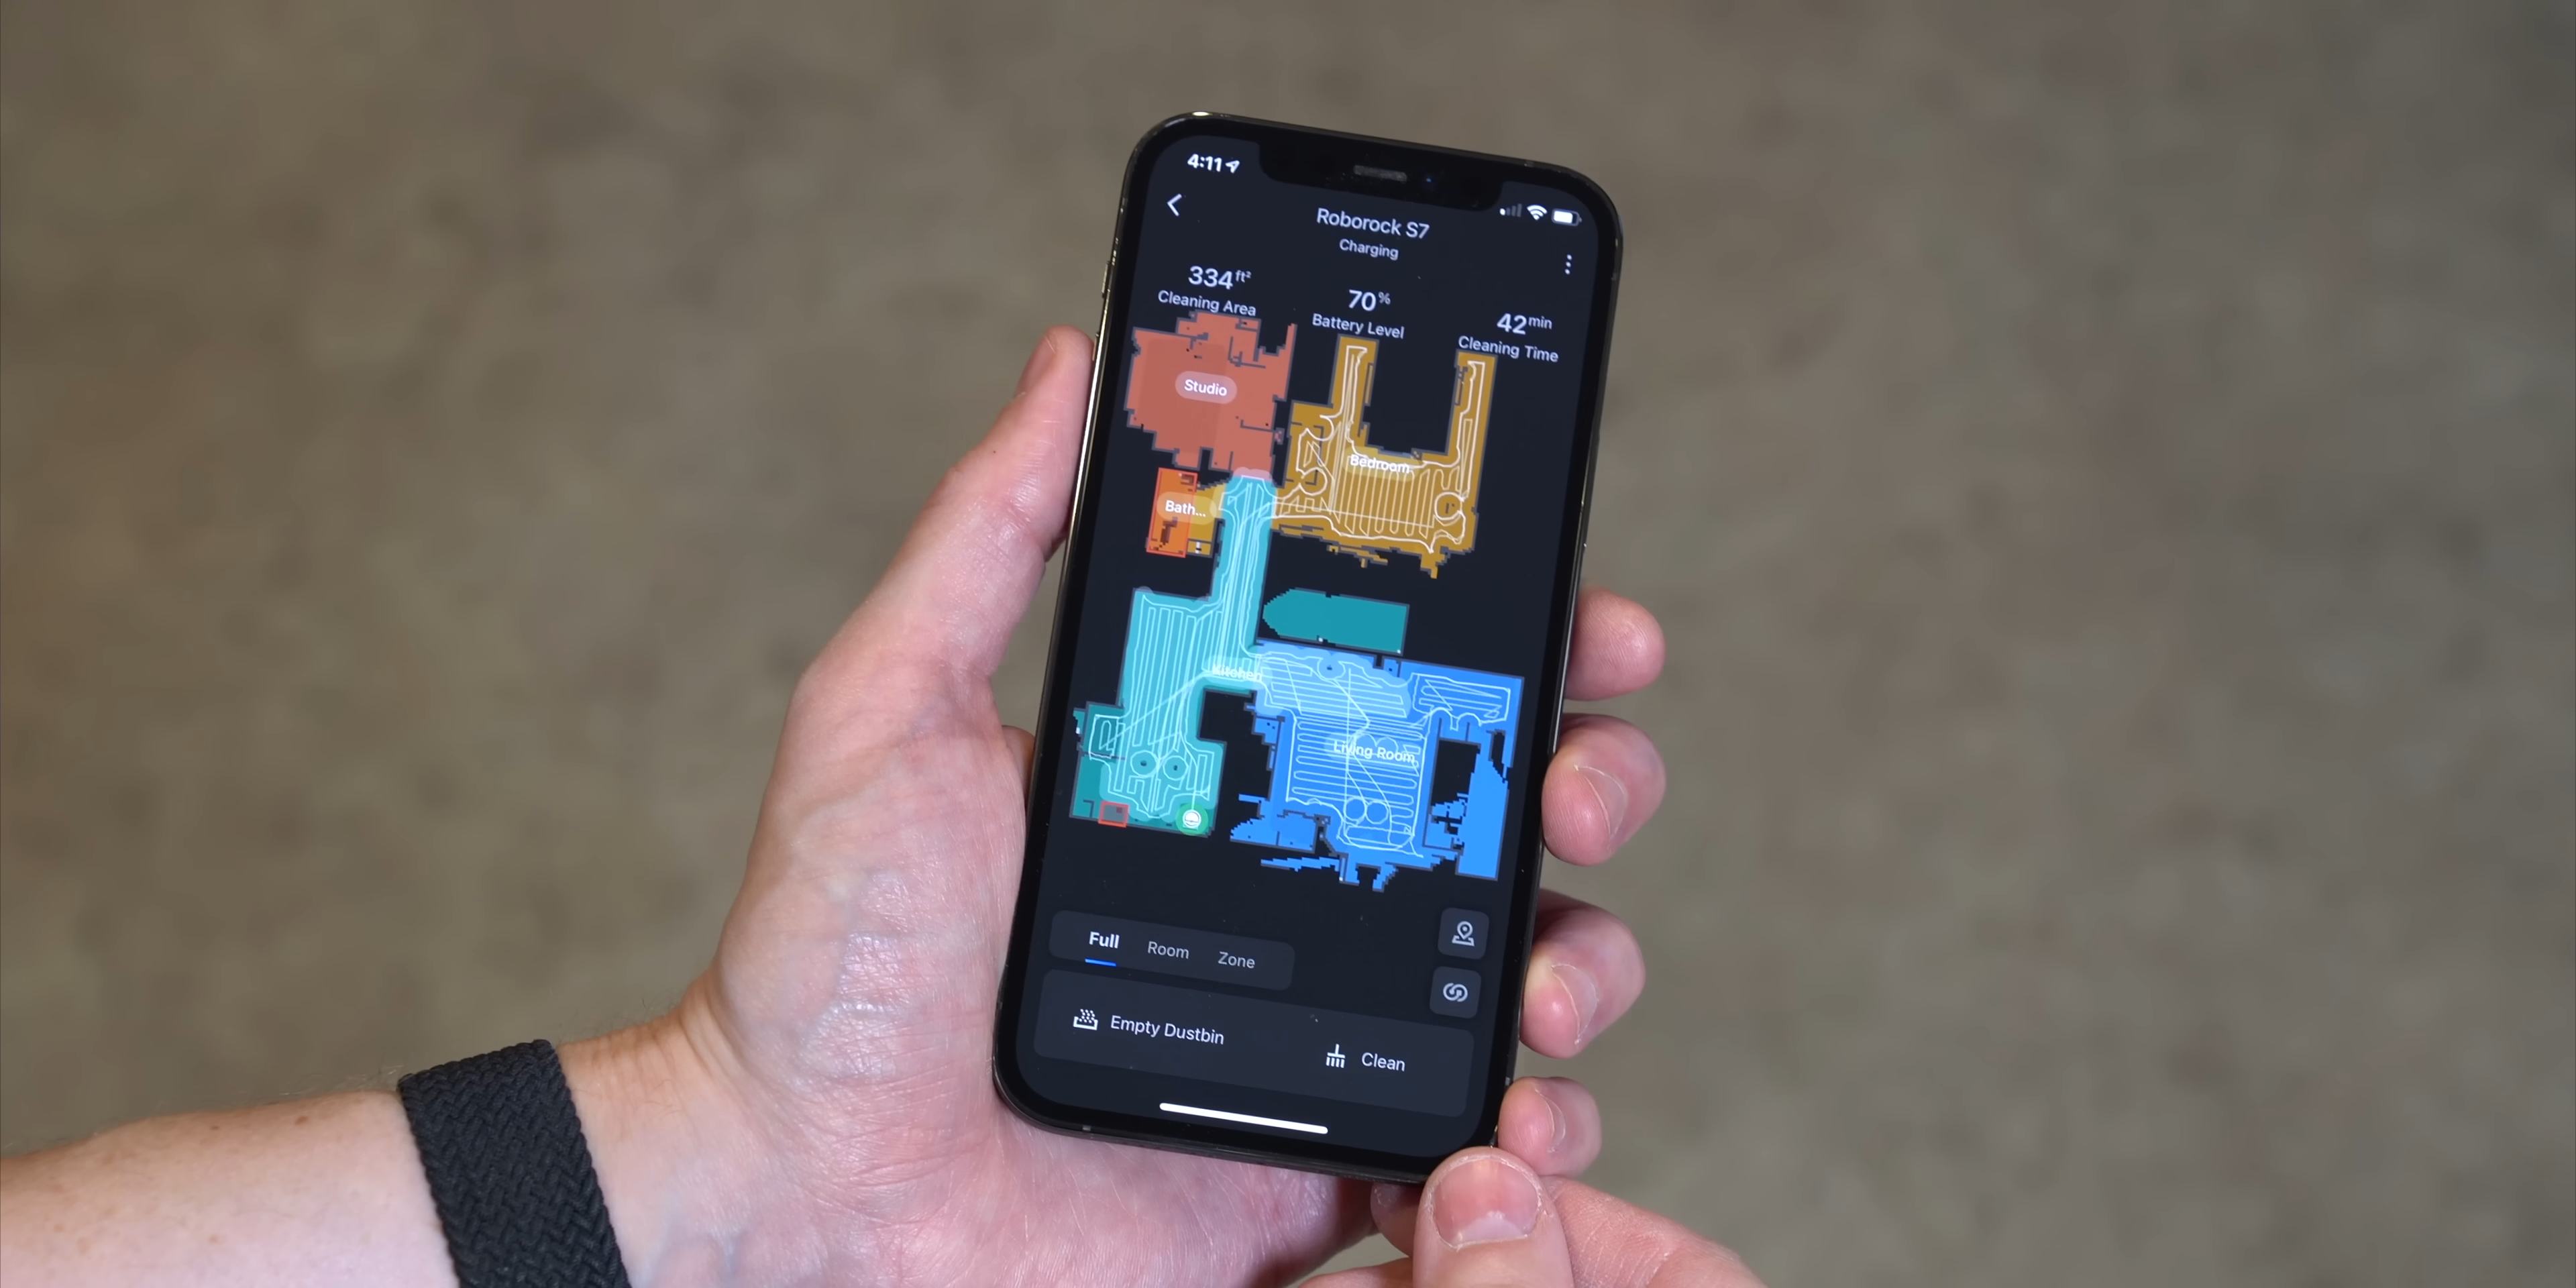 4:11
Roborock S7
Charging
334 ft²
Cleaning Area
70%
Battery Level
42 min
Cleaning Time
Studio
Bedroom
Bath...
Kitchen
Living Room
Full
Room
Zone
Empty Dustbin
Clean